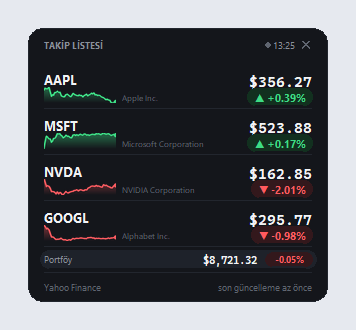 TAKİP LİSTESİ 13:25
AAPL $356.27
Apple Inc. ▲ +0.39%
MSFT $523.88
Microsoft Corporation ▲ +0.17%
NVDA $162.85
NVIDIA Corporation ▼ -2.01%
GOOGL $295.77
Alphabet Inc. ▼ -0.98%
Portföy $8,721.32 -0.05%
Yahoo Finance son güncelleme az önce